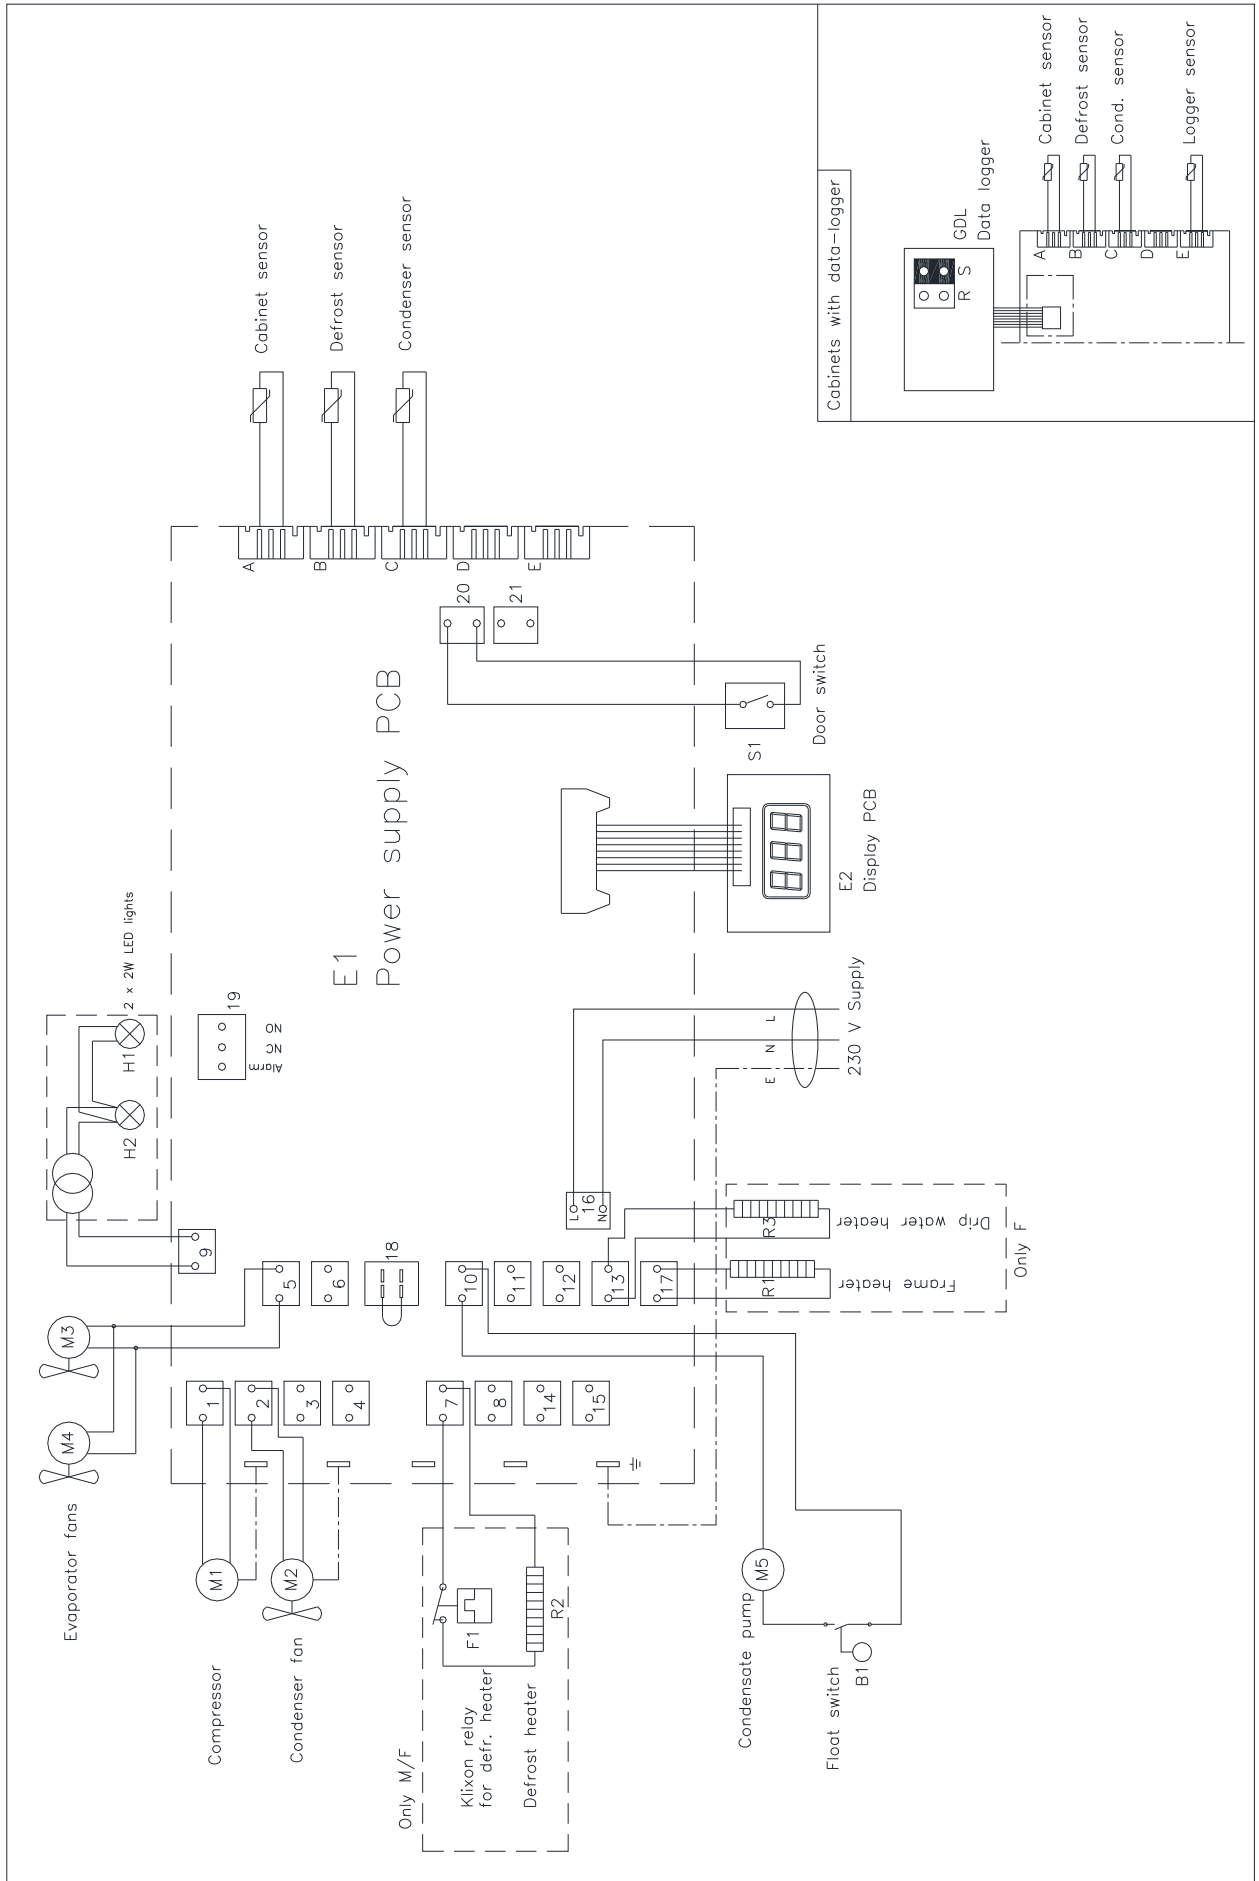 Evaporator fans
M4
M3
2 x 2W LED lights
H2
H1
Cabinet sensor
Defrost sensor
Condenser sensor
Compressor
M1
Condenser fan
M2
1
2
3
4
5
6
18
9
Alarm
NC
NO
19
E1
Power supply PCB
A
B
C
D
E
20
21
Only M/F
Klixon relay
for defr. heater
F1
Defrost heater
R2
7
8
14
15
10
11
12
13
17
L
N
16
Condensate pump
M5
Float switch
B1
R3
Drip water heater
R1
Frame heater
Only F
E
N
L
230 V Supply
E2
Display PCB
S1
Door switch
Cabinets with data-logger
GDL
Data logger
R
S
A
B
C
D
E
Cabinet sensor
Defrost sensor
Cond. sensor
Logger sensor